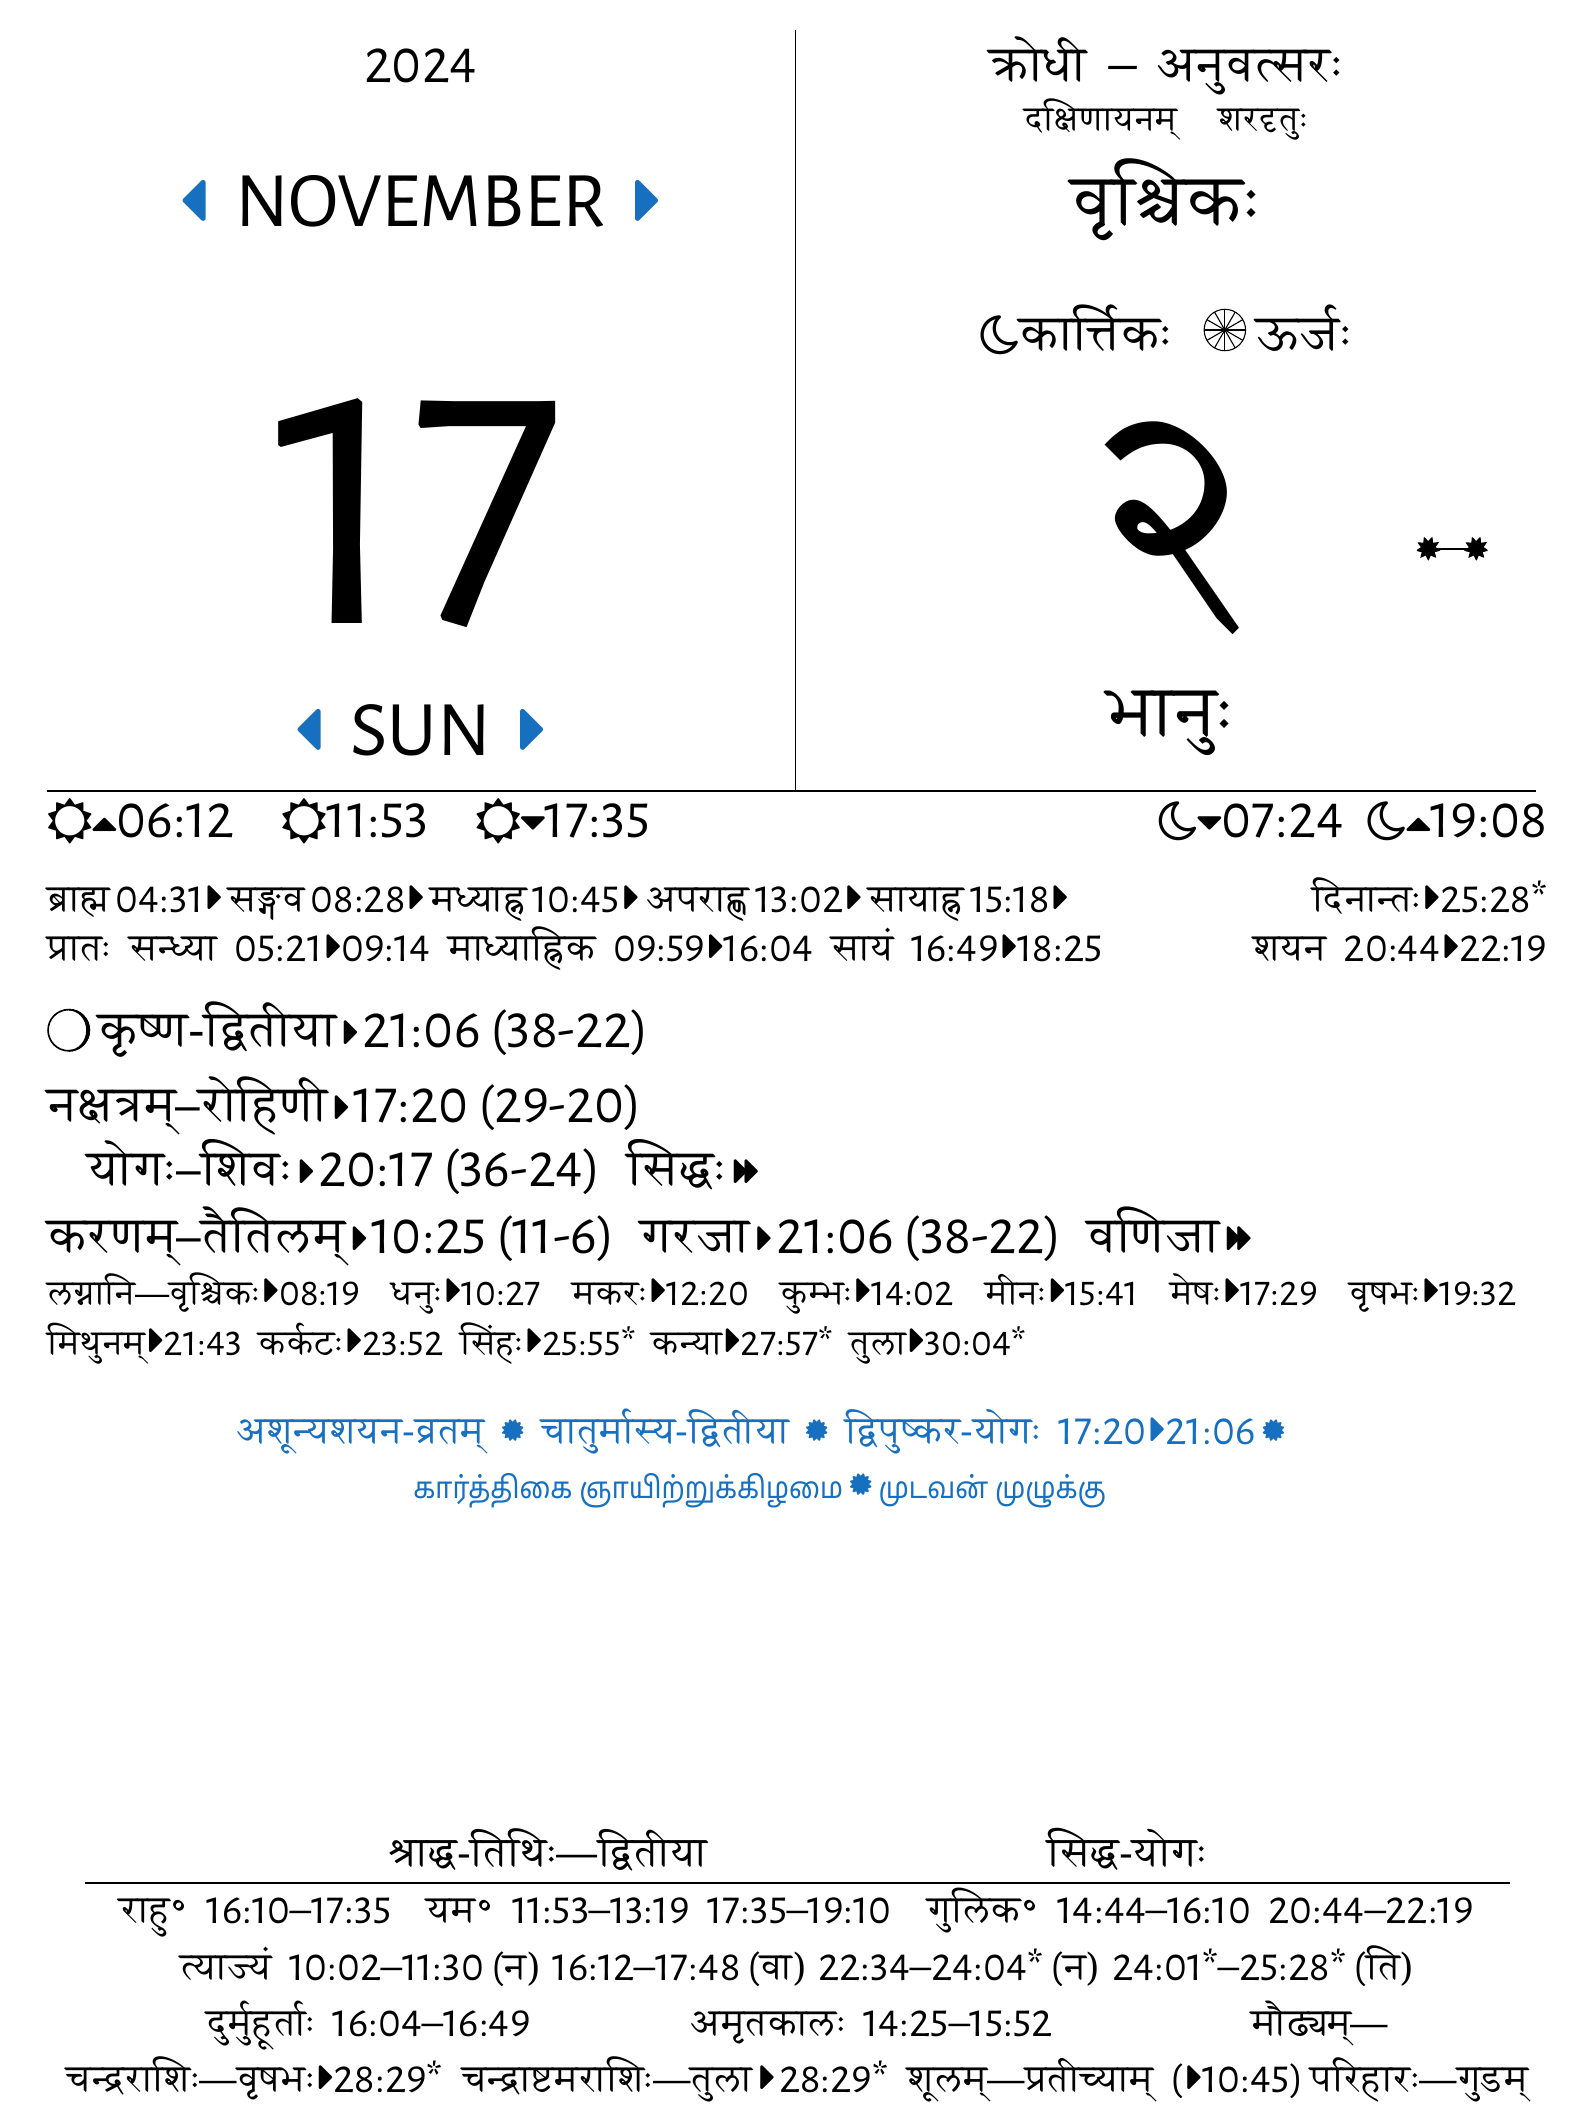 2024
NOVEMBER
17
SUN
क्रोधी – अनुवत्सरः
दक्षिणायनम् शरदृतुः
वृश्चिकः
कार्त्तिकः ऊर्जः
२
भानुः
06:12 11:53 17:35 07:24 19:08
ब्राह्म 04:31 सङ्गव 08:28 मध्याह्न 10:45 अपराह्ण 13:02 सायाह्न 15:18 दिनान्तः 25:28*
प्रातः सन्ध्या 05:21 09:14 माध्याह्निक 09:59 16:04 सायं 16:49 18:25 शयन 20:44 22:19
कृष्ण-द्वितीया 21:06 (38-22)
नक्षत्रम्–रोहिणी 17:20 (29-20)
योगः–शिवः 20:17 (36-24) सिद्धः
करणम्–तैतिलम् 10:25 (11-6) गरजा 21:06 (38-22) वणिजा
लग्नानि—वृश्चिकः 08:19 धनुः 10:27 मकरः 12:20 कुम्भः 14:02 मीनः 15:41 मेषः 17:29 वृषभः 19:32
मिथुनम् 21:43 कर्कटः 23:52 सिंहः 25:55* कन्या 27:57* तुला 30:04*
अशून्यशयन-व्रतम् चातुर्मास्य-द्वितीया द्विपुष्कर-योगः 17:20 21:06
கார்த்திகை ஞாயிற்றுக்கிழமை முடவன் முழுக்கு
श्राद्ध-तिथिः—द्वितीया सिद्ध-योगः
राहु° 16:10–17:35 यम° 11:53–13:19 17:35–19:10 गुलिक° 14:44–16:10 20:44–22:19
त्याज्यं 10:02–11:30 (न) 16:12–17:48 (वा) 22:34–24:04* (न) 24:01*–25:28* (ति)
दुर्मुहूर्ताः 16:04–16:49 अमृतकालः 14:25–15:52 मौढ्यम्—
चन्द्रराशिः—वृषभः 28:29* चन्द्राष्टमराशिः—तुला 28:29* शूलम्—प्रतीच्याम् ( 10:45) परिहारः—गुडम्